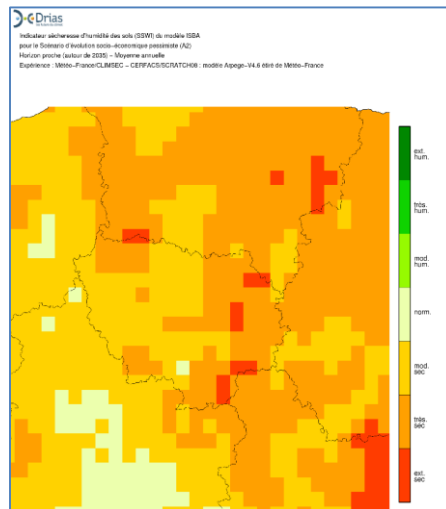 Drias
Indicateur sécheresse d'humidité des sols (SSWI) du modèle ISBA
pour le Scénario d'évolution socio-économique pessimiste (A2)
Horizon proche (autour de 2035) – Moyenne annuelle
Expérience : Météo-France/CLIMSEC – CERFACS/SCRATCH08 : modèle Arpege-V4.6 étiré de Météo-France
ext. hum.
très. hum.
mod. hum.
norm.
mod. sec
très. sec
ext. sec